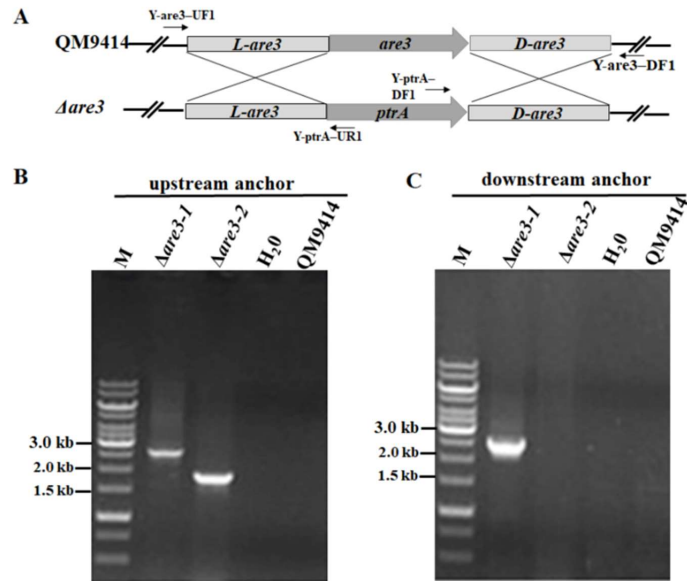 A
Y-are3–UF1
QM9414
L-are3
are3
D-are3
Y-are3–DF1
Y-ptrA–
DF1
Δare3
L-are3
ptrA
D-are3
Y-ptrA–UR1
B
upstream anchor
M
Δare3-1
Δare3-2
H₂0
QM9414
3.0 kb
2.0 kb
1.5 kb
C
downstream anchor
M
Δare3-1
Δare3-2
H₂0
QM9414
3.0 kb
2.0 kb
1.5 kb